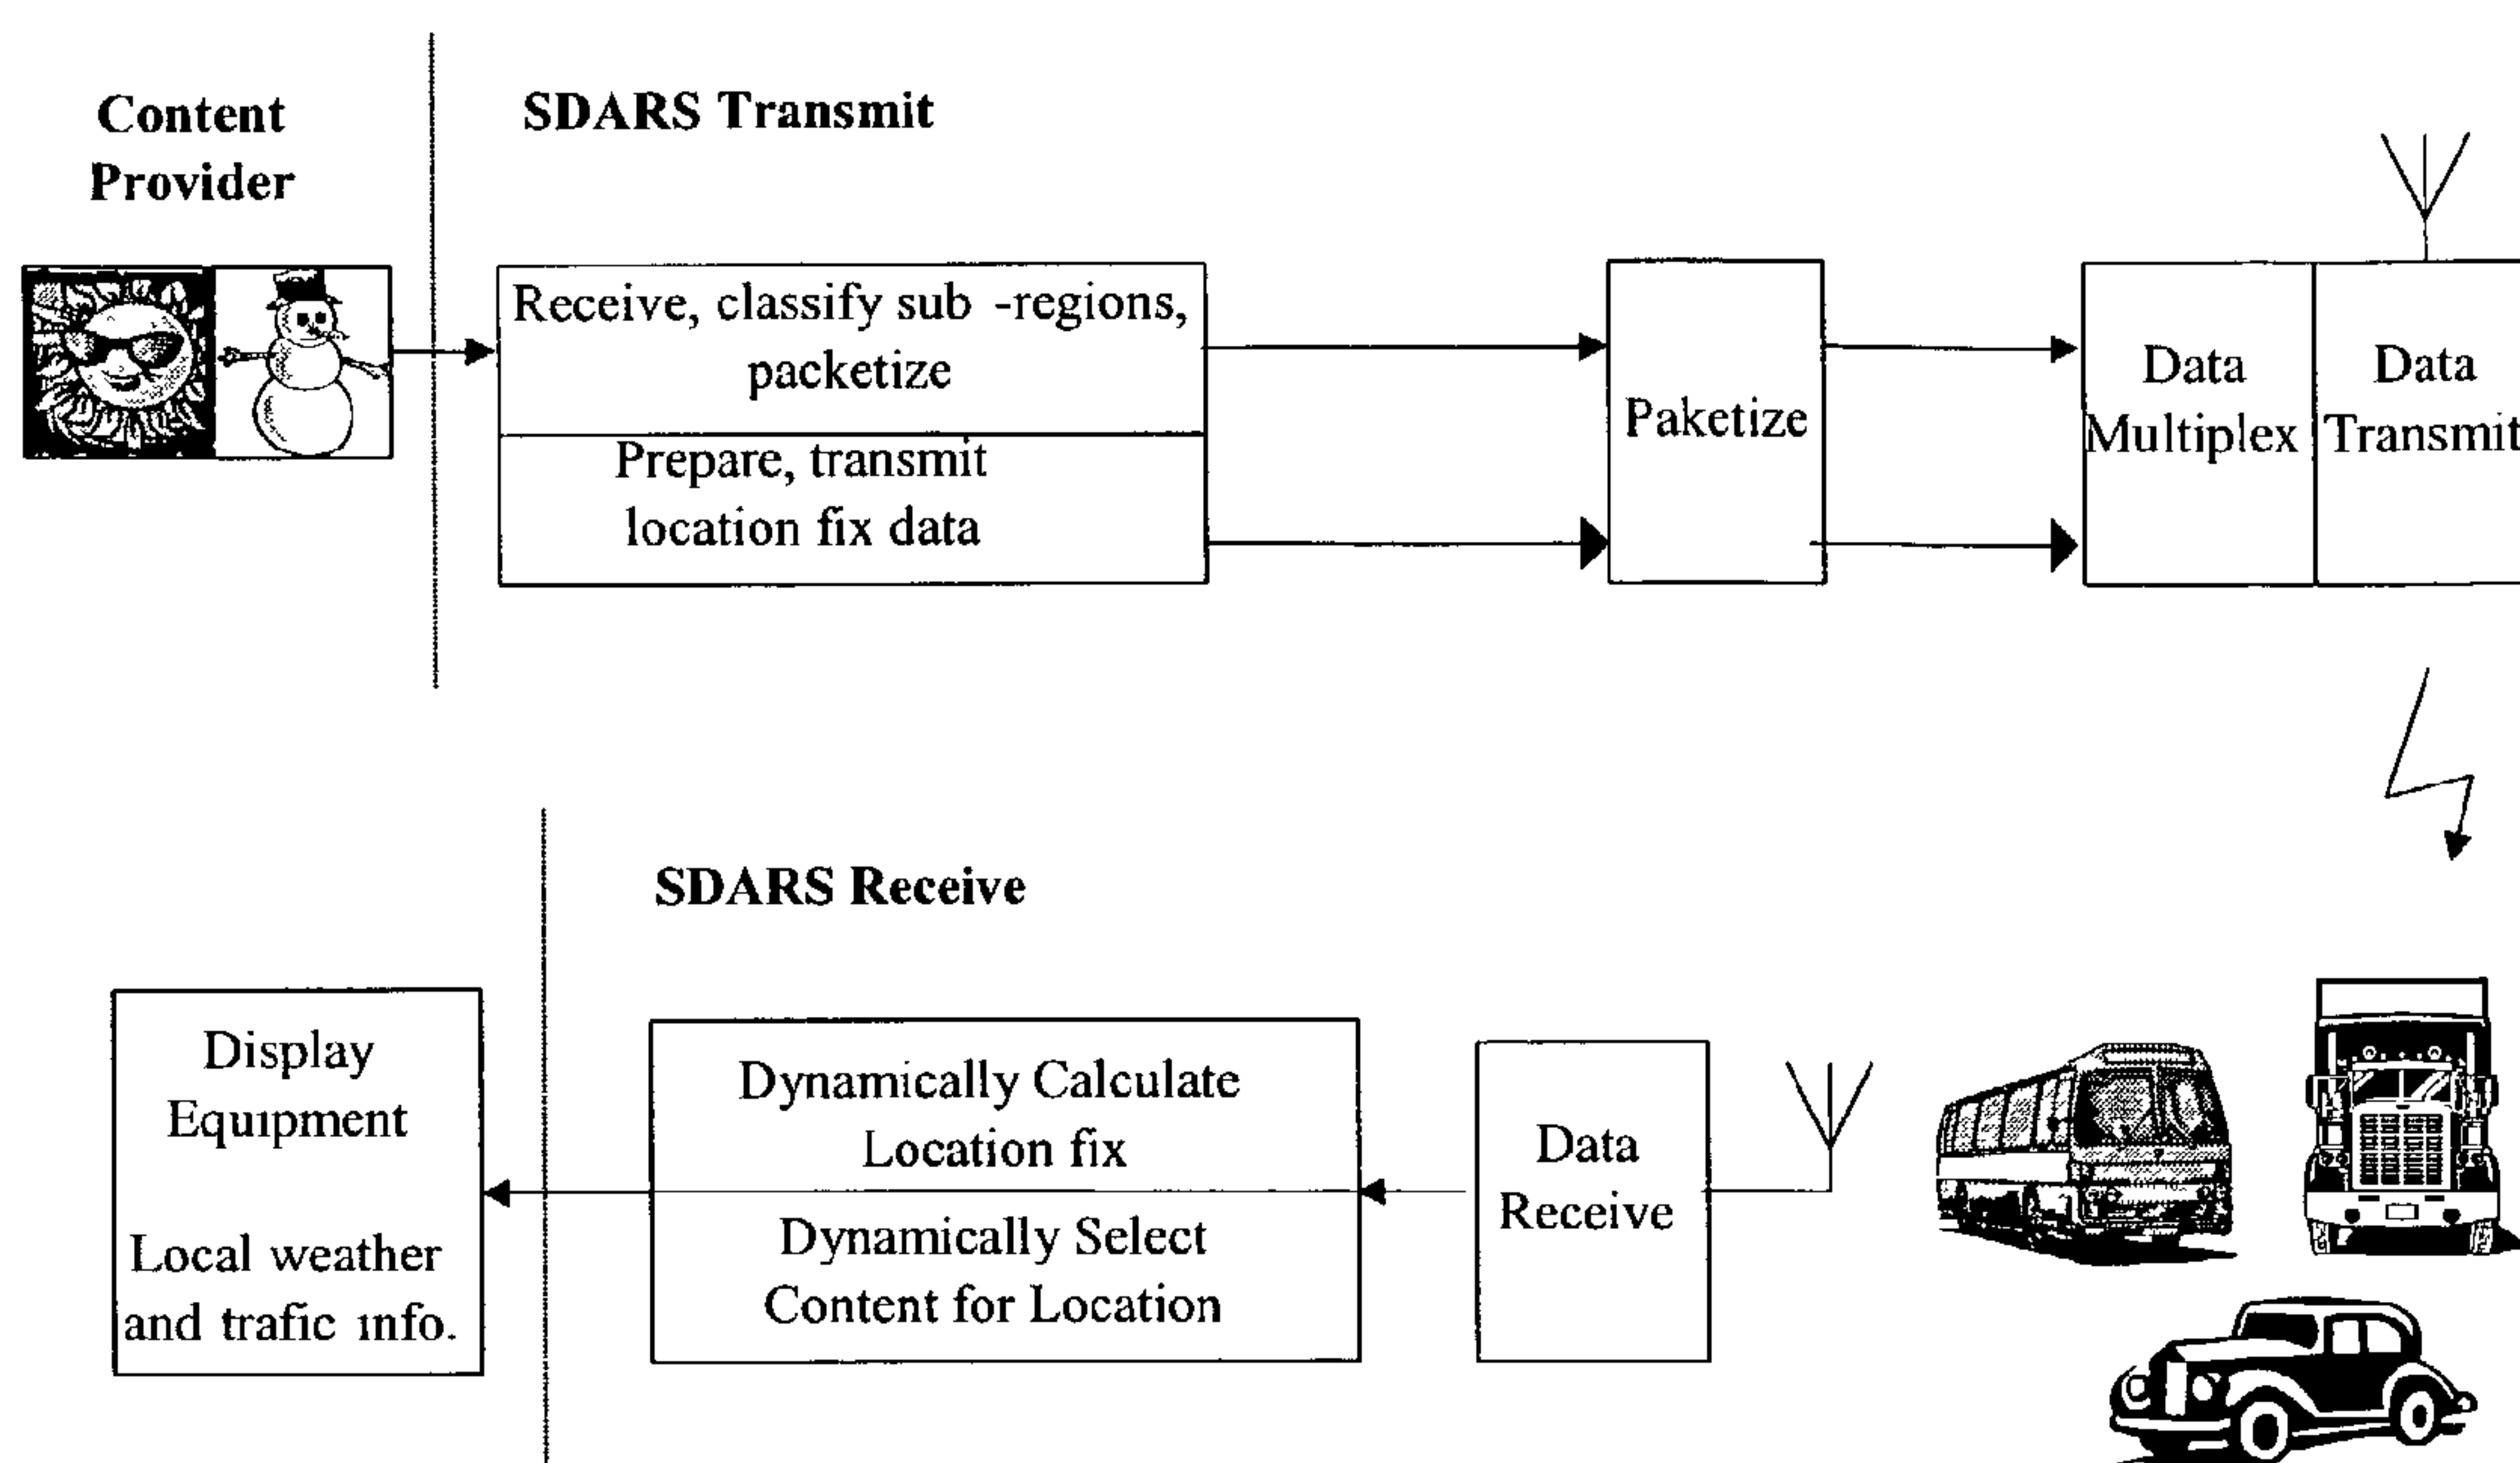 Content
Provider
SDARS Transmit
Receive, classify sub -regions,
packetize
Prepare, transmit
location fix data
Paketize
Data
Multiplex
Data
Transmit
SDARS Receive
Display
Equipment
Local weather
and trafic info.
Dynamically Calculate
Location fix
Dynamically Select
Content for Location
Data
Receive